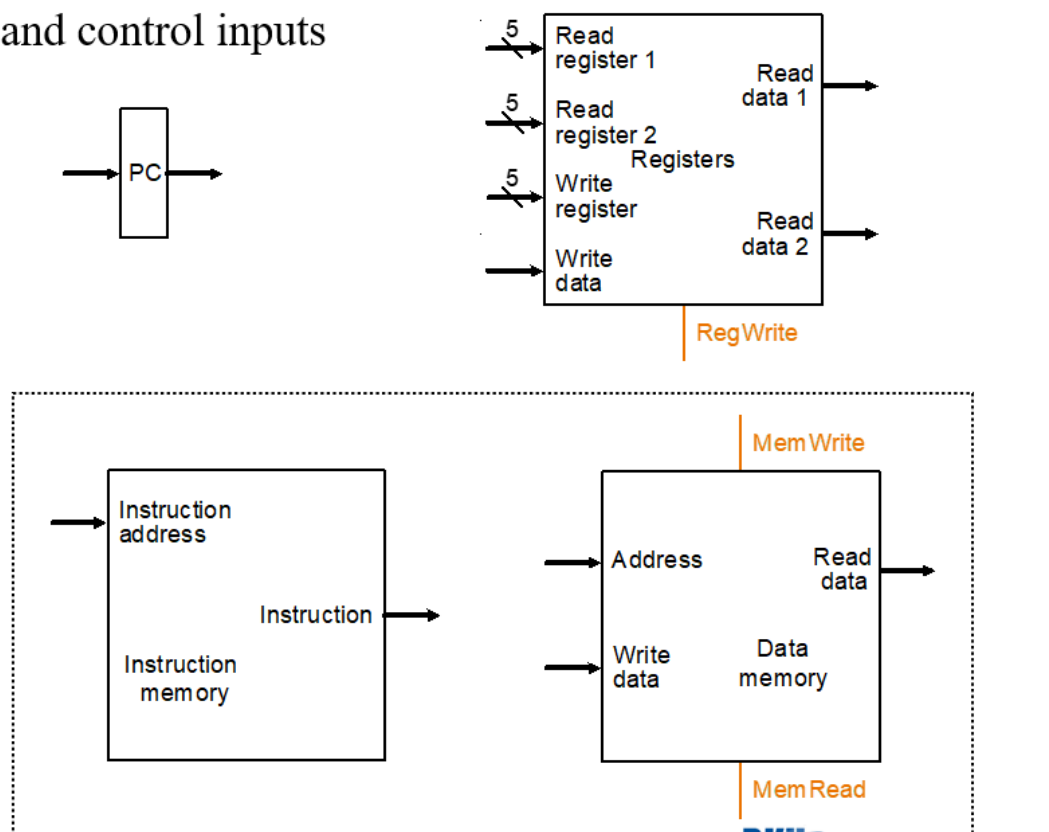 and control inputs
5
Read
register 1
5
Read
register 2
5
Write
register
Write
data
Registers
Read
data 1
Read
data 2
RegWrite
PC
Instruction
address
Instruction
Instruction
memory
MemWrite
Address
Write
data
Read
data
Data
memory
MemRead